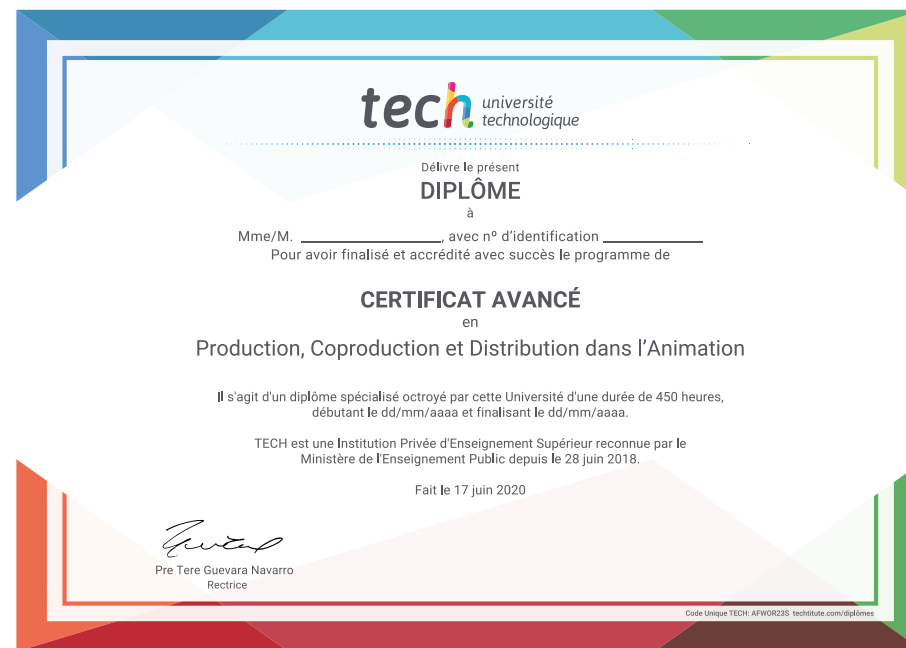 tech université
technologique
Délivre le présent
DIPLÔME
à
Mme/M. ____________________, avec nº d'identification ______________
Pour avoir finalisé et accrédité avec succès le programme de
CERTIFICAT AVANCÉ
en
Production, Coproduction et Distribution dans l'Animation
Il s'agit d'un diplôme spécialisé octroyé par cette Université d'une durée de 450 heures,
débutant le dd/mm/aaaa et finalisant le dd/mm/aaaa.
TECH est une Institution Privée d'Enseignement Supérieur reconnue par le
Ministère de l'Enseignement Public depuis le 28 juin 2018.
Fait le 17 juin 2020
Pre Tere Guevara Navarro
Rectrice
Code Unique TECH: AFWOR23S techtitute.com/diplômes